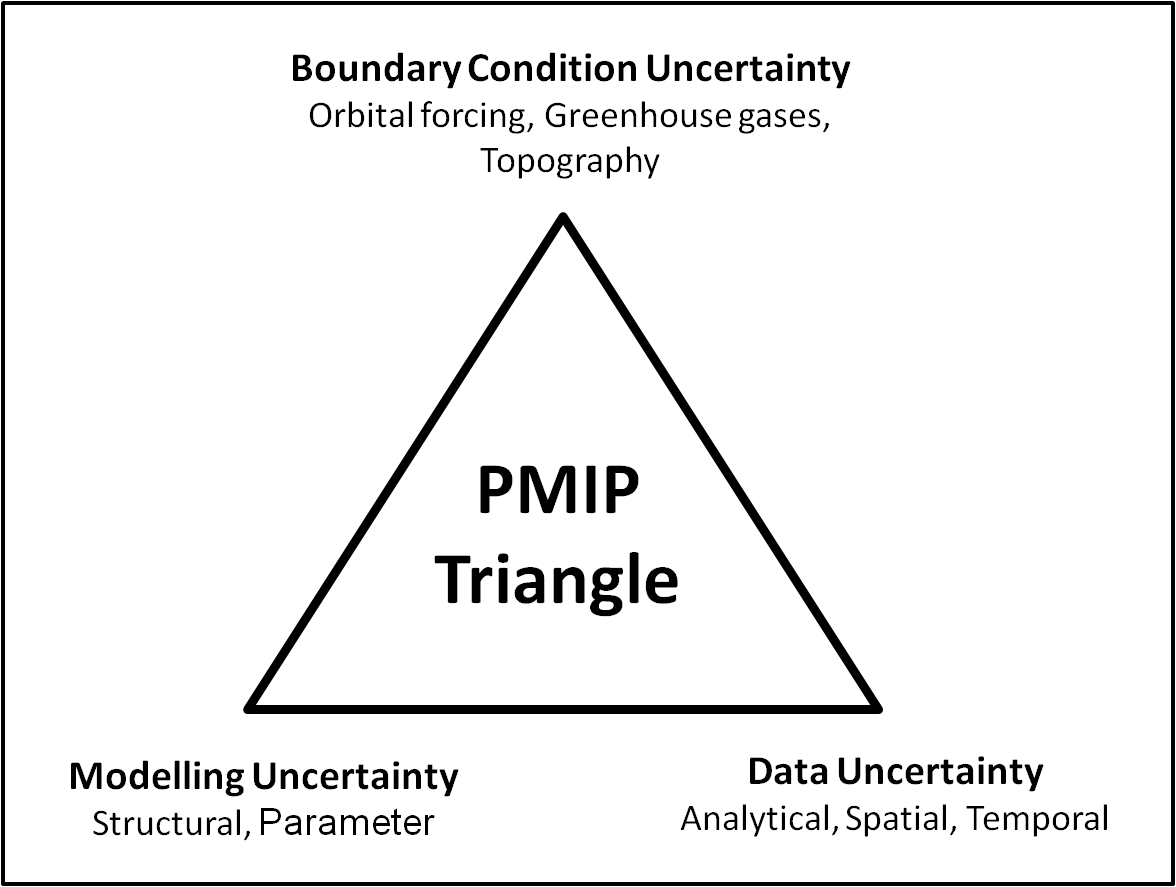 Boundary Condition Uncertainty
Orbital forcing, Greenhouse gases,
Topography
PMIP
Triangle
Modelling Uncertainty
Structural, Parameter
Data Uncertainty
Analytical, Spatial, Temporal